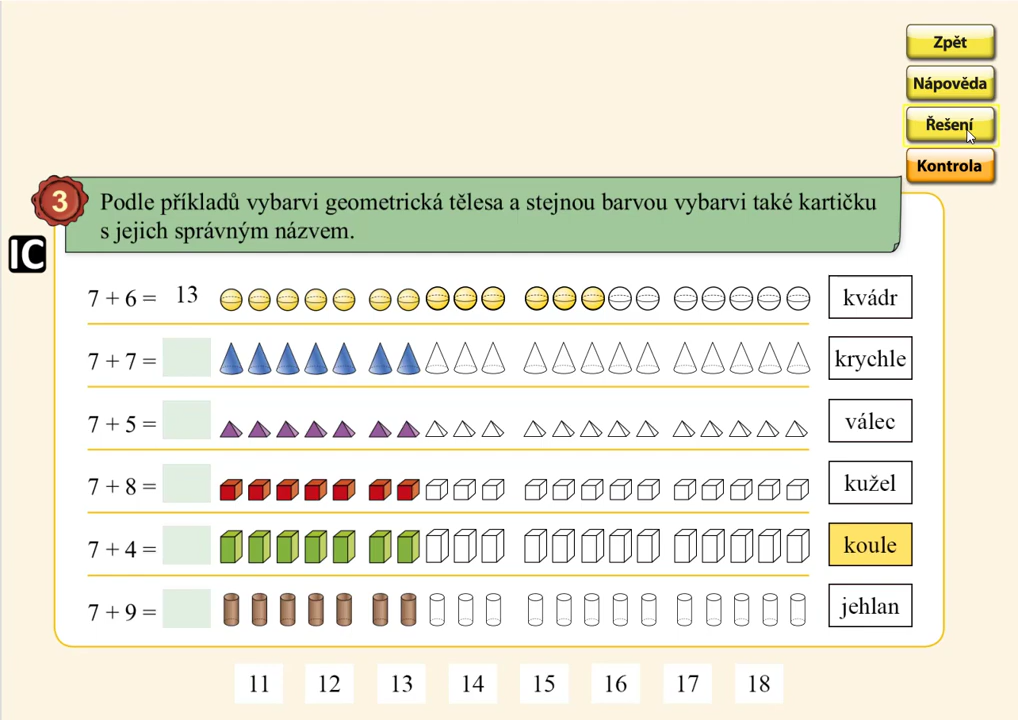 Zpět
Nápověda
Řešení
Kontrola
3
Podle příkladů vybarvi geometrická tělesa a stejnou barvou vybarvi také kartičku
s jejich správným názvem.
IC
7 + 6 = 13
kvádr
7 + 7 =
krychle
7 + 5 =
válec
7 + 8 =
kužel
7 + 4 =
koule
7 + 9 =
jehlan
11 12 13 14 15 16 17 18